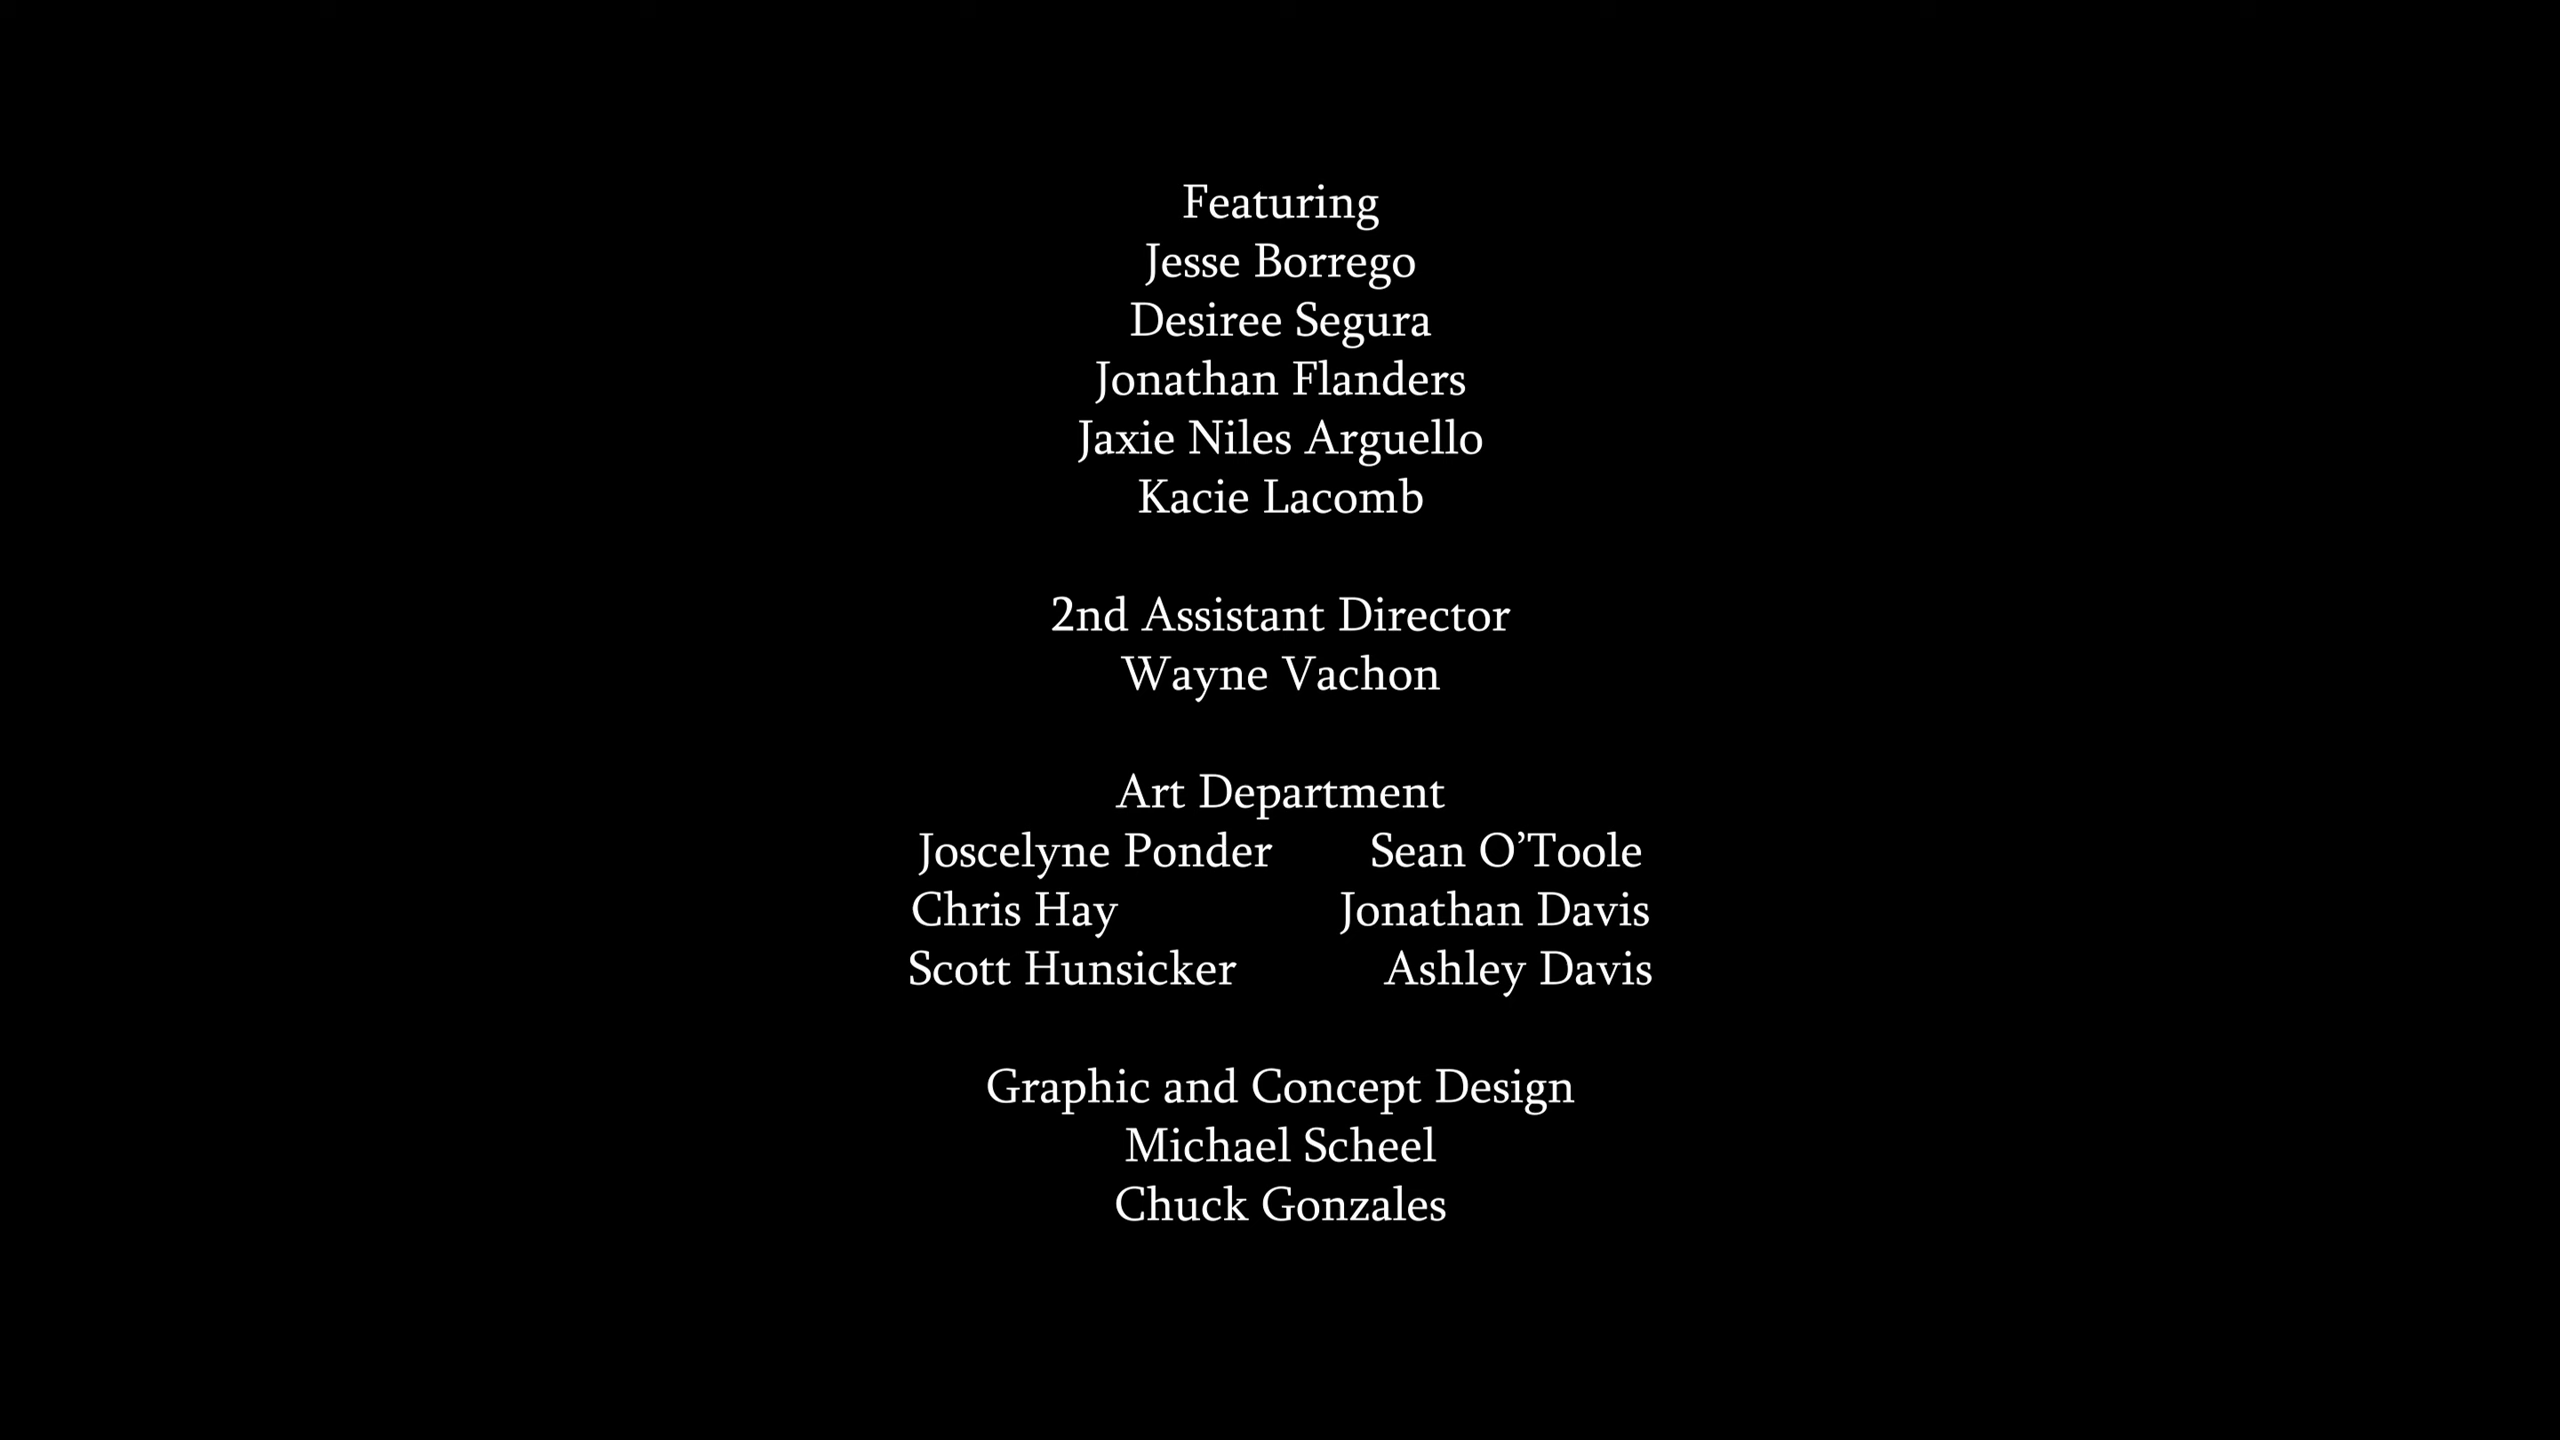 Featuring
Jesse Borrego
Desiree Segura
Jonathan Flanders
Jaxie Niles Arguello
Kacie Lacomb
2nd Assistant Director
Wayne Vachon
Art Department
Joscelyne Ponder Sean O’Toole
Chris Hay Jonathan Davis
Scott Hunsicker Ashley Davis
Graphic and Concept Design
Michael Scheel
Chuck Gonzales